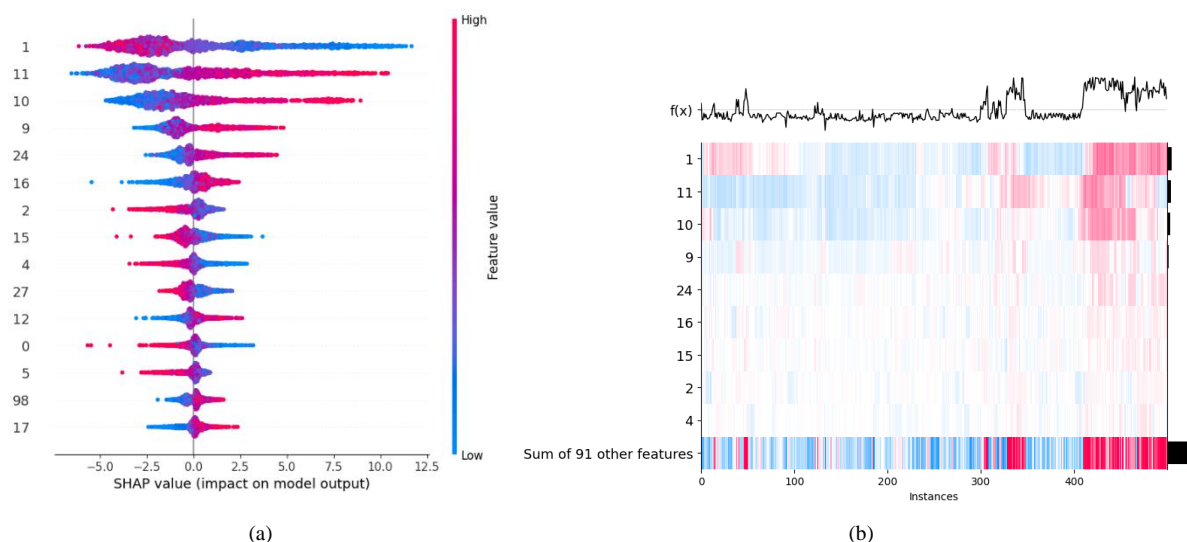 High
1
11
10
9
24
16
2
15
4
27
12
0
5
98
17
Feature value
Low
−5.0 −2.5 0.0 2.5 5.0 7.5 10.0 12.5
SHAP value (impact on model output)
(a)
f(x)
1
11
10
9
24
16
15
2
4
Sum of 91 other features
0 100 200 300 400
Instances
(b)